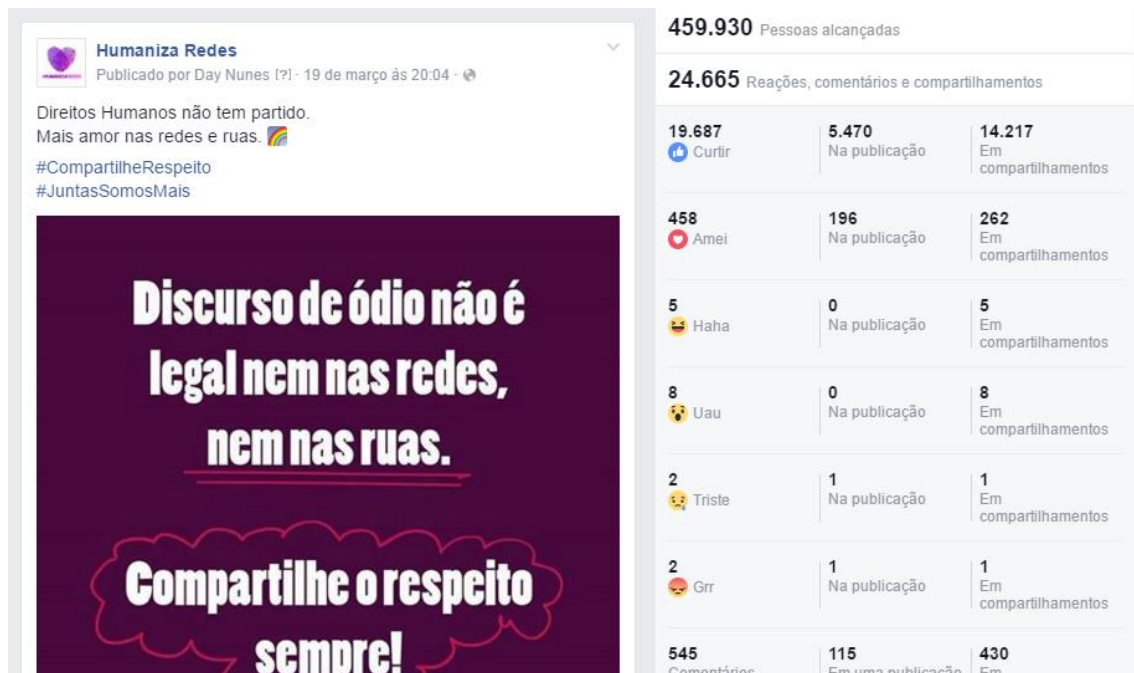 Humaniza Redes
Publicado por Day Nunes [?] · 19 de março às 20:04 ·
Direitos Humanos não tem partido.
Mais amor nas redes e ruas.
#CompartilheRespeito
#JuntasSomosMais
Discurso de ódio não é
legal nem nas redes,
nem nas ruas.
Compartilhe o respeito
sempre!
459.930 Pessoas alcançadas
24.665 Reações, comentários e compartilhamentos
19.687 5.470 14.217
Curtir Na publicação Em
compartilhamentos
458 196 262
Amei Na publicação Em
compartilhamentos
5 0 5
Haha Na publicação Em
compartilhamentos
8 0 8
Uau Na publicação Em
compartilhamentos
2 1 1
Triste Na publicação Em
compartilhamentos
2 1 1
Grr Na publicação Em
compartilhamentos
545 115 430
Comentários Em uma publicação Em